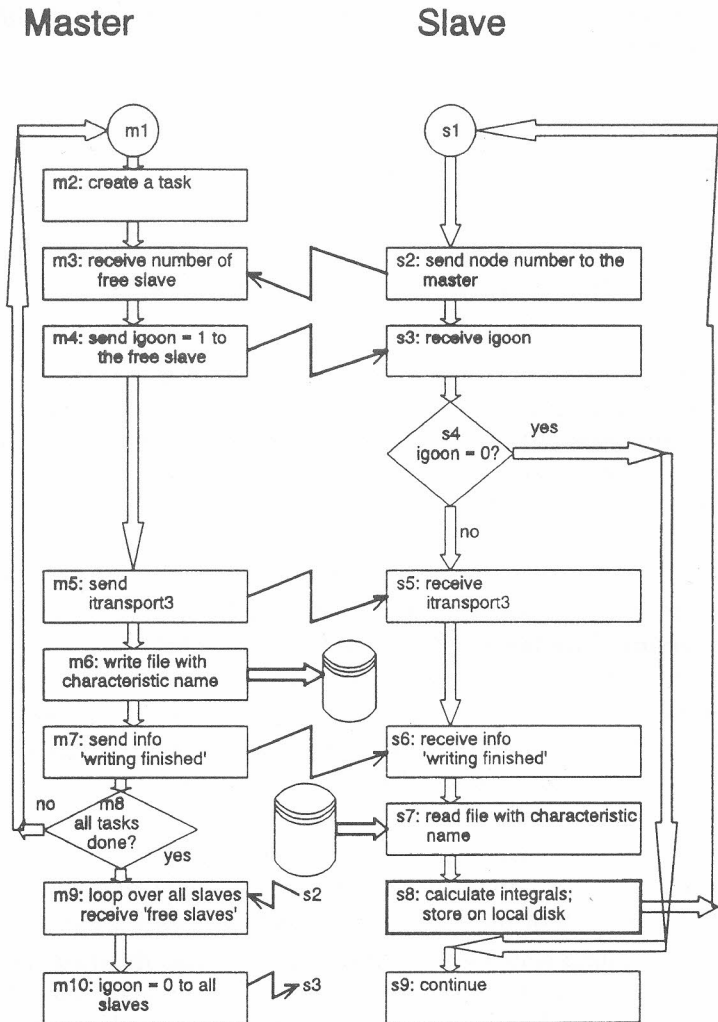 Master
Slave
m1
m2: create a task
m3: receive number of
free slave
m4: send igoon = 1 to
the free slave
m5: send
itransport3
m6: write file with
characteristic name
m7: send info
'writing finished'
no
m8
all tasks
done?
yes
m9: loop over all slaves
receive 'free slaves'
s2
m10: igoon = 0 to all
slaves
s3
s1
s2: send node number to the
master
s3: receive igoon
s4
igoon = 0?
yes
no
s5: receive
itransport3
s6: receive info
'writing finished'
s7: read file with characteristic
name
s8: calculate integrals;
store on local disk
s9: continue